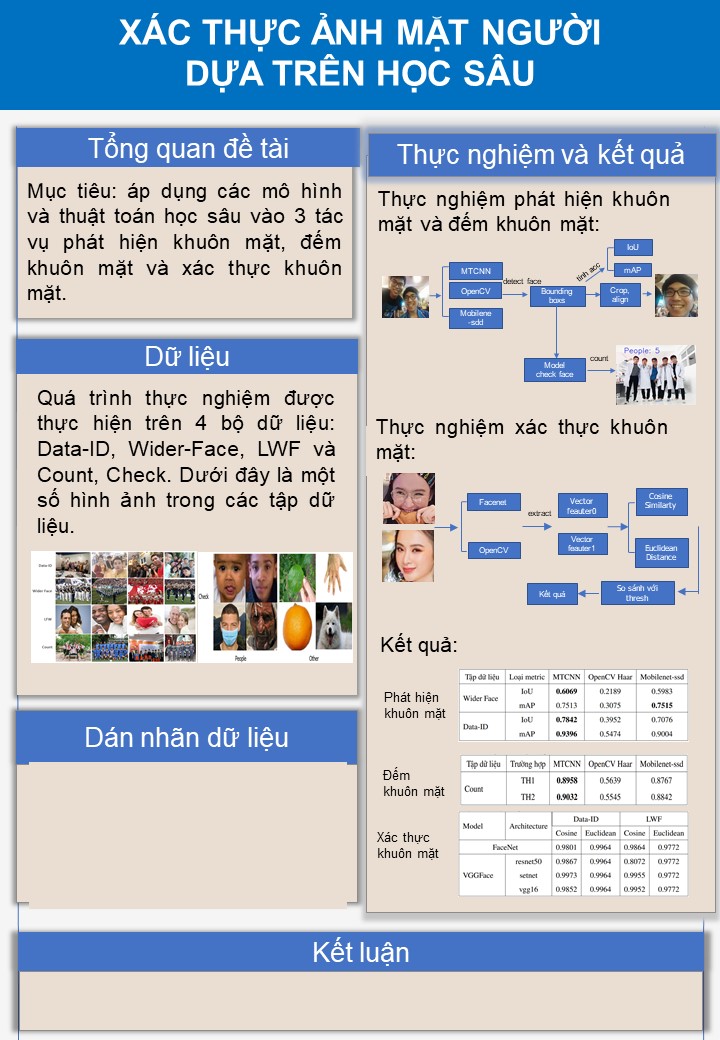 XÁC THỰC ẢNH MẶT NGƯỜI
DỰA TRÊN HỌC SÂU
Tổng quan đề tài
Mục tiêu: áp dụng các mô hình
và thuật toán học sâu vào 3 tác
vụ phát hiện khuôn mặt, đếm
khuôn mặt và xác thực khuôn
mặt.
Dữ liệu
Quá trình thực nghiệm được
thực hiện trên 4 bộ dữ liệu:
Data-ID, Wider-Face, LWF và
Count, Check. Dưới đây là một
số hình ảnh trong các tập dữ
liệu.
Data-ID
Wider Face
LFW
Count
Check
People
Other
Dán nhãn dữ liệu
Thực nghiệm và kết quả
Thực nghiệm phát hiện khuôn
mặt và đếm khuôn mặt:
MTCNN
OpenCV
Mobilene
-sdd
detect face
Bounding
boxs
tính acc
IoU
mAP
Crop,
align
Model
check face
count
People: 5
Thực nghiệm xác thực khuôn
mặt:
Facenet
OpenCV
extract
Vector
feauter0
Vector
feauter1
Cosine
Similarty
Euclidean
Distance
So sánh với
thresh
Kết quả
Kết quả:
Phát hiện
khuôn mặt
Tập dữ liệu Loại metric MTCNN OpenCV Haar Mobilenet-ssd
Wider Face IoU 0.6069 0.2189 0.5983
mAP 0.7513 0.3075 0.7515
Data-ID IoU 0.7842 0.3952 0.7076
mAP 0.9396 0.5474 0.9004
Đếm
khuôn mặt
Tập dữ liệu Trường hợp MTCNN OpenCV Haar Mobilenet-ssd
Count TH1 0.8958 0.5639 0.8767
TH2 0.9032 0.5545 0.8842
Xác thực
khuôn mặt
Model Architecture Data-ID LWF
Cosine Euclidean Cosine Euclidean
FaceNet 0.9801 0.9964 0.9864 0.9772
VGGFace resnet50 0.9867 0.9964 0.8072 0.9772
setnet 0.9973 0.9964 0.9955 0.9772
vgg16 0.9852 0.9964 0.9952 0.9772
Kết luận